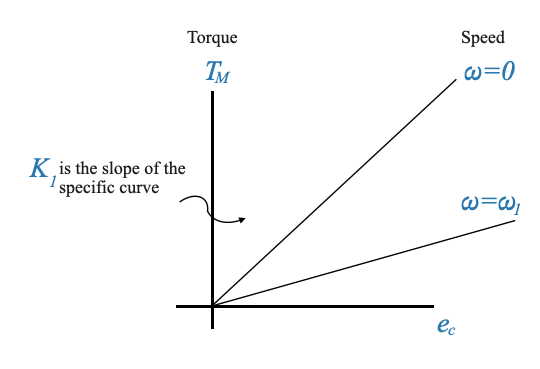 Torque
T_M
Speed
ω=0
K_1 is the slope of the
specific curve
ω=ω_1
e_c